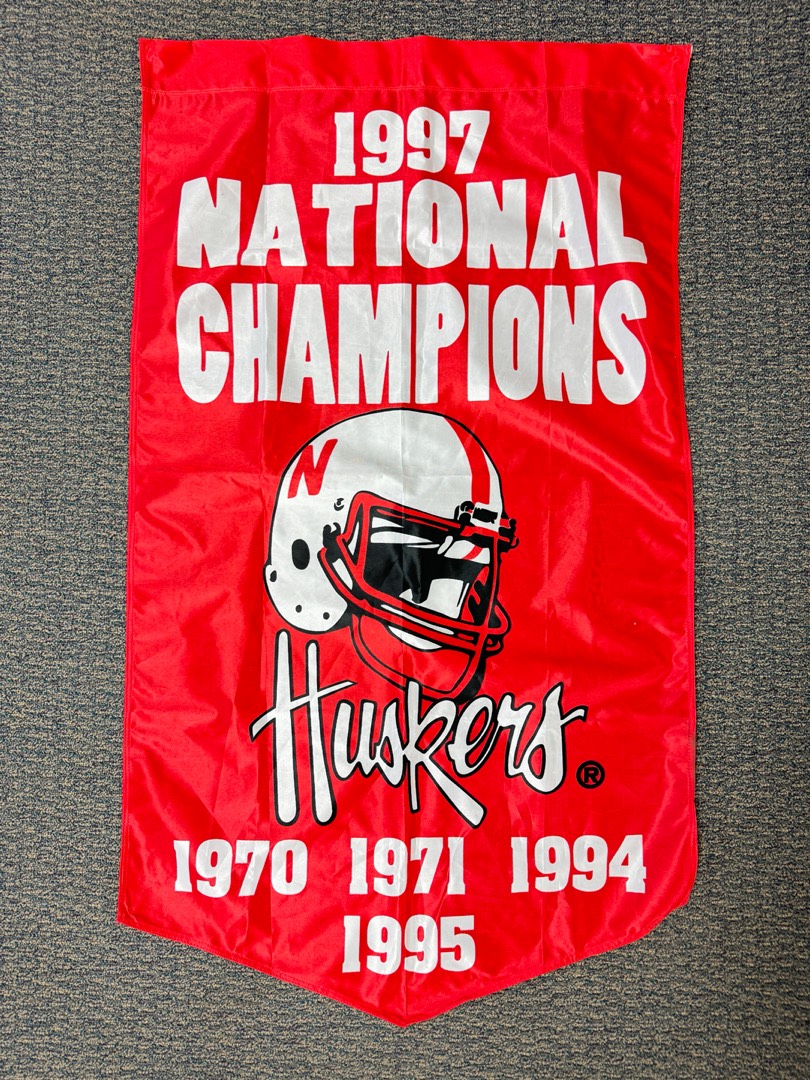 1997
NATIONAL
CHAMPIONS
N
Huskers ®
1970 1971 1994
1995